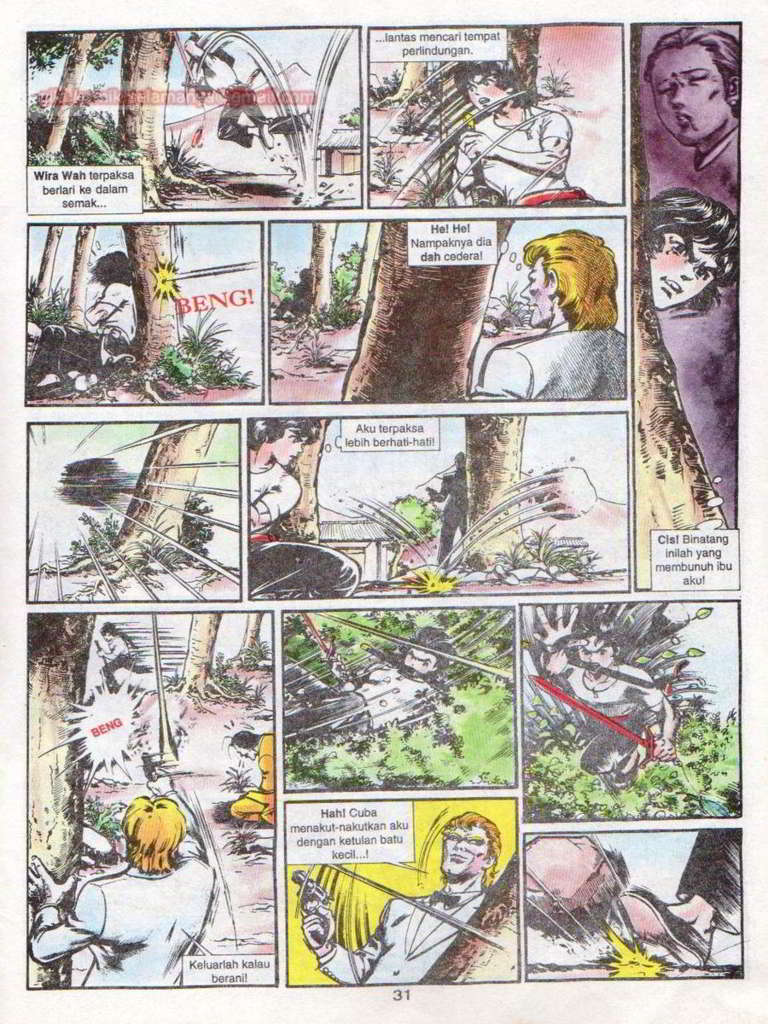 Wira Wah terpaksa
berlari ke dalam
semak...
...lantas mencari tempat
perlindungan.
BENG!
He! He!
Nampaknya dia
dah cedera!
Cis! Binatang
inilah yang
membunuh ibu
aku!
Aku terpaksa
lebih berhati-hati!
BENG
Keluarlah kalau
berani!
Hah! Cuba
menakut-nakutkan aku
dengan ketulan batu
kecil...!
31